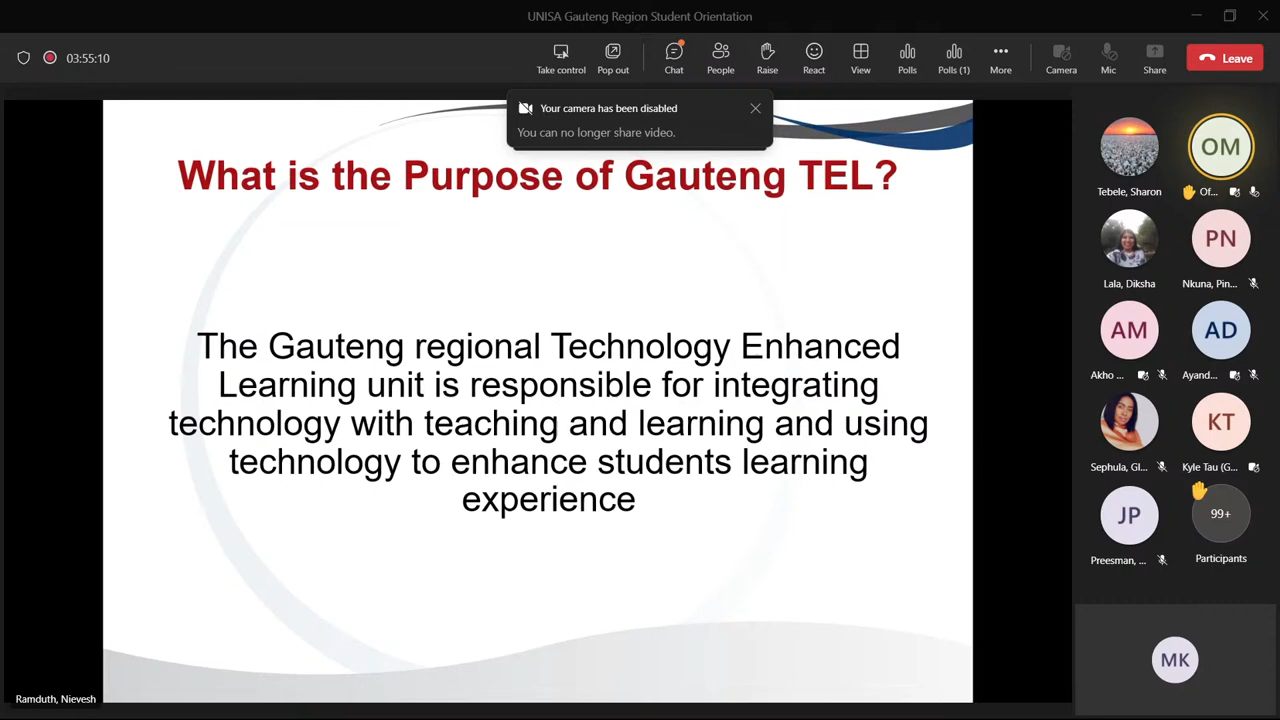 UNISA Gauteng Region Student Orientation
03:55:10
Take control
Pop out
Chat
People
Raise
React
View
Polls
Polls (1)
More
Camera
Mic
Share
Leave
Your camera has been disabled
You can no longer share video.
What is the Purpose of Gauteng TEL?
The Gauteng regional Technology Enhanced
Learning unit is responsible for integrating
technology with teaching and learning and using
technology to enhance students learning
experience
Ramduth, Nievesh
Tebele, Sharon
OM
Of...
Lala, Diksha
PN
Nkuna, Pin...
AM
Akho ...
AD
Ayand...
Sephula, Gl...
KT
Kyle Tau (G...
JP
Preesman, ...
99+
Participants
MK